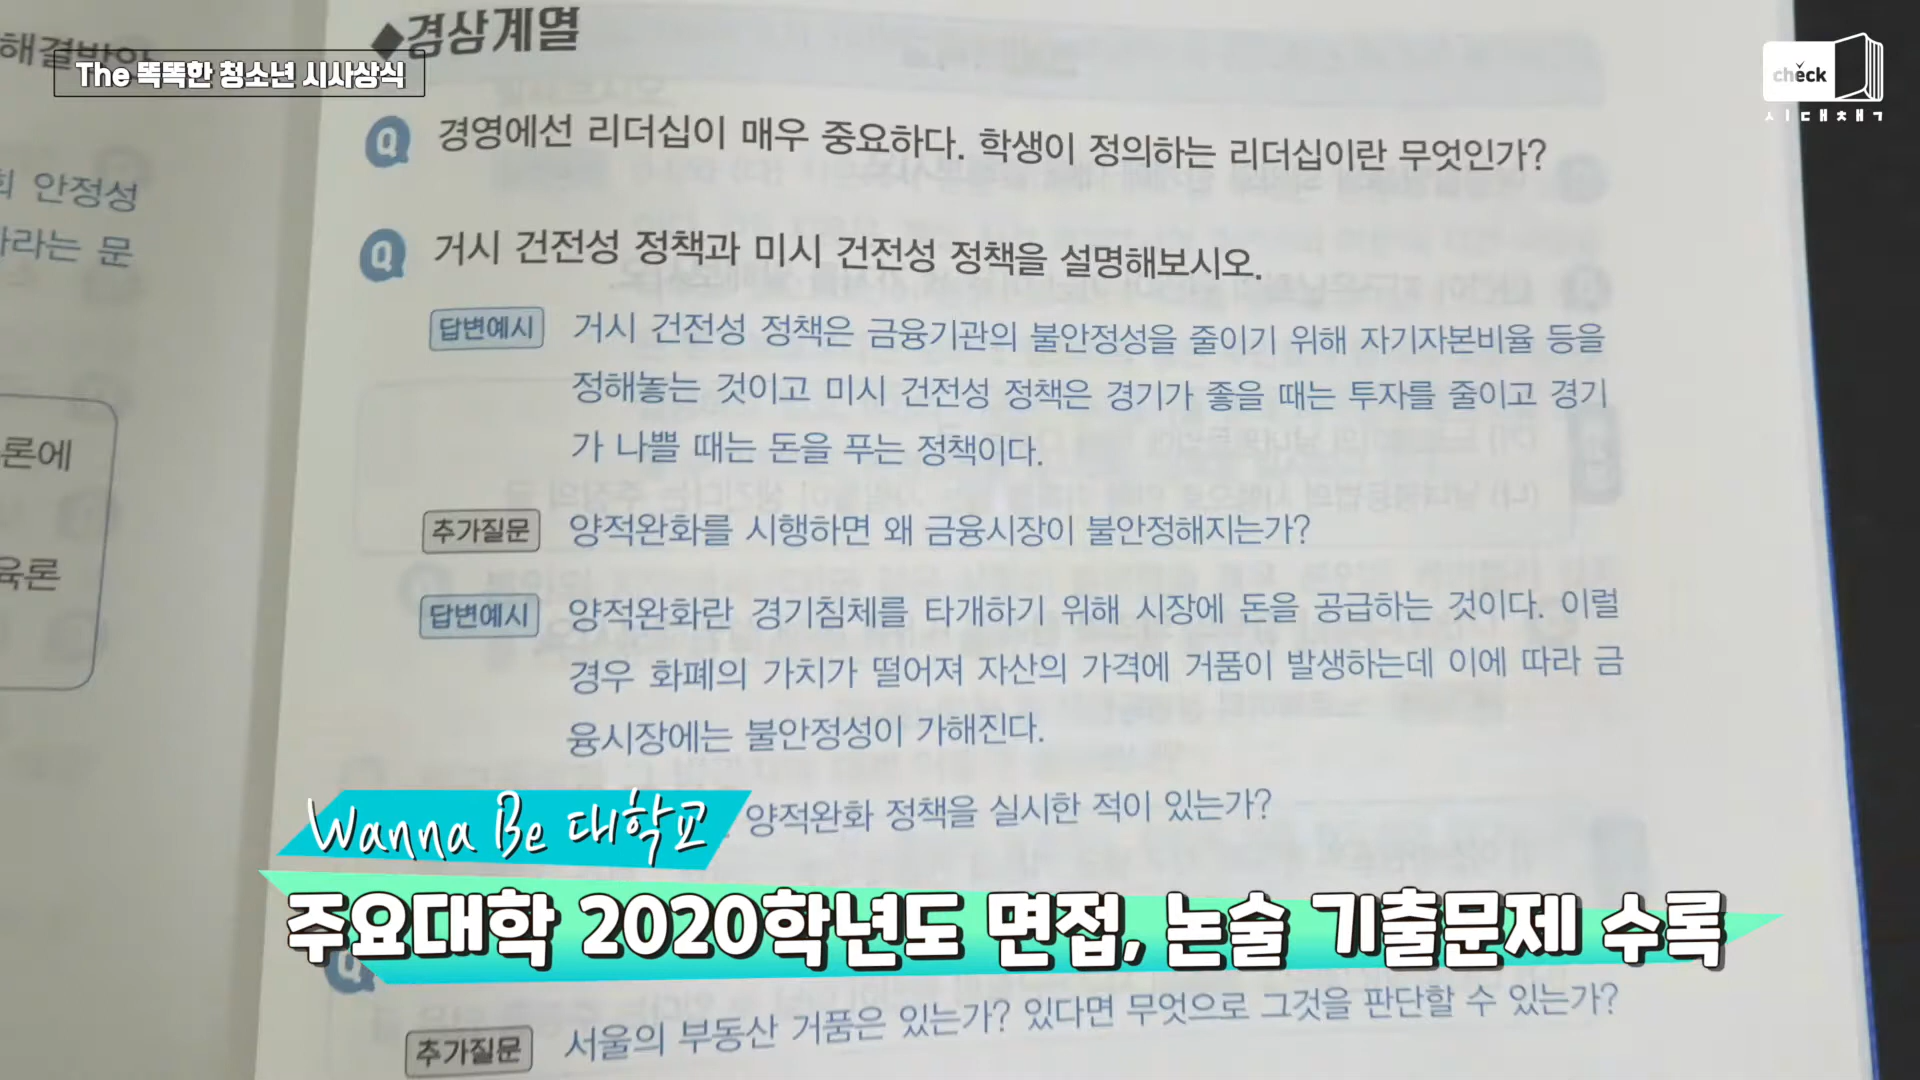 The 똑똑한 청소년 시사상식
check
시대채ㄱ
안정성
라는 문
론에
육론
◆경상계열
Q 경영에선 리더십이 매우 중요하다. 학생이 정의하는 리더십이란 무엇인가?
Q 거시 건전성 정책과 미시 건전성 정책을 설명해보시오.
답변예시 거시 건전성 정책은 금융기관의 불안정성을 줄이기 위해 자기자본비율 등을
정해놓는 것이고 미시 건전성 정책은 경기가 좋을 때는 투자를 줄이고 경기
가 나쁠 때는 돈을 푸는 정책이다.
추가질문 양적완화를 시행하면 왜 금융시장이 불안정해지는가?
답변예시 양적완화란 경기침체를 타개하기 위해 시장에 돈을 공급하는 것이다. 이럴
경우 화폐의 가치가 떨어져 자산의 가격에 거품이 발생하는데 이에 따라 금
융시장에는 불안정성이 가해진다.
양적완화 정책을 실시한 적이 있는가?
Wanna Be 대학교
주요대학 2020학년도 면접, 논술 기출문제 수록
Q
추가질문 서울의 부동산 거품은 있는가? 있다면 무엇으로 그것을 판단할 수 있는가?